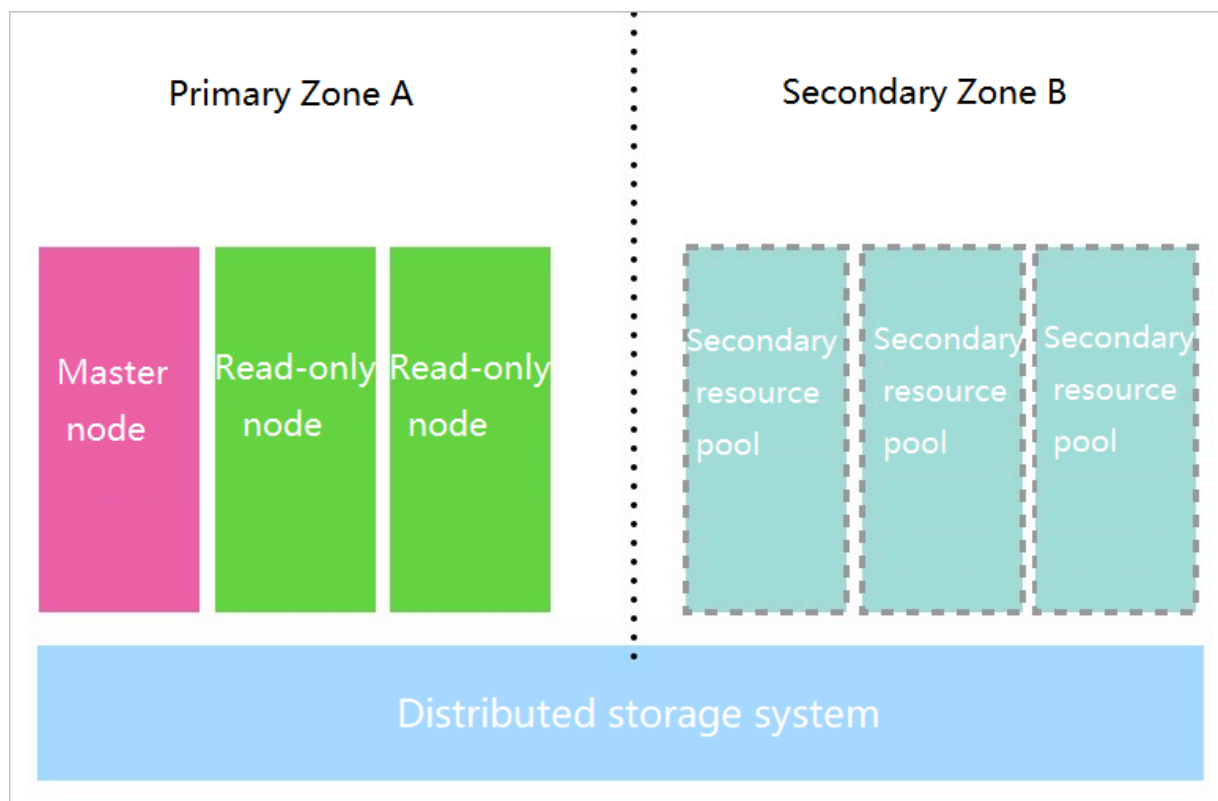 Primary Zone A
Secondary Zone B
Master
node
Read-only
node
Read-only
node
Secondary
resource
pool
Secondary
resource
pool
Secondary
resource
pool
Distributed storage system